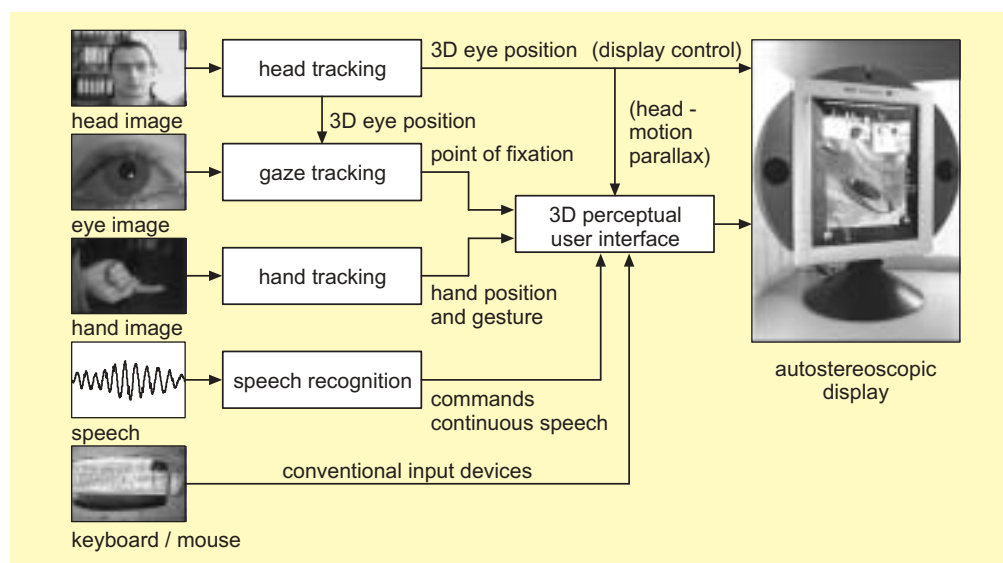 head image
head tracking
3D eye position (display control)
3D eye position
(head -
motion
parallax)
eye image
gaze tracking
point of fixation
3D perceptual
user interface
hand image
hand tracking
hand position
and gesture
speech
speech recognition
commands
continuous speech
keyboard / mouse
conventional input devices
autostereoscopic
display